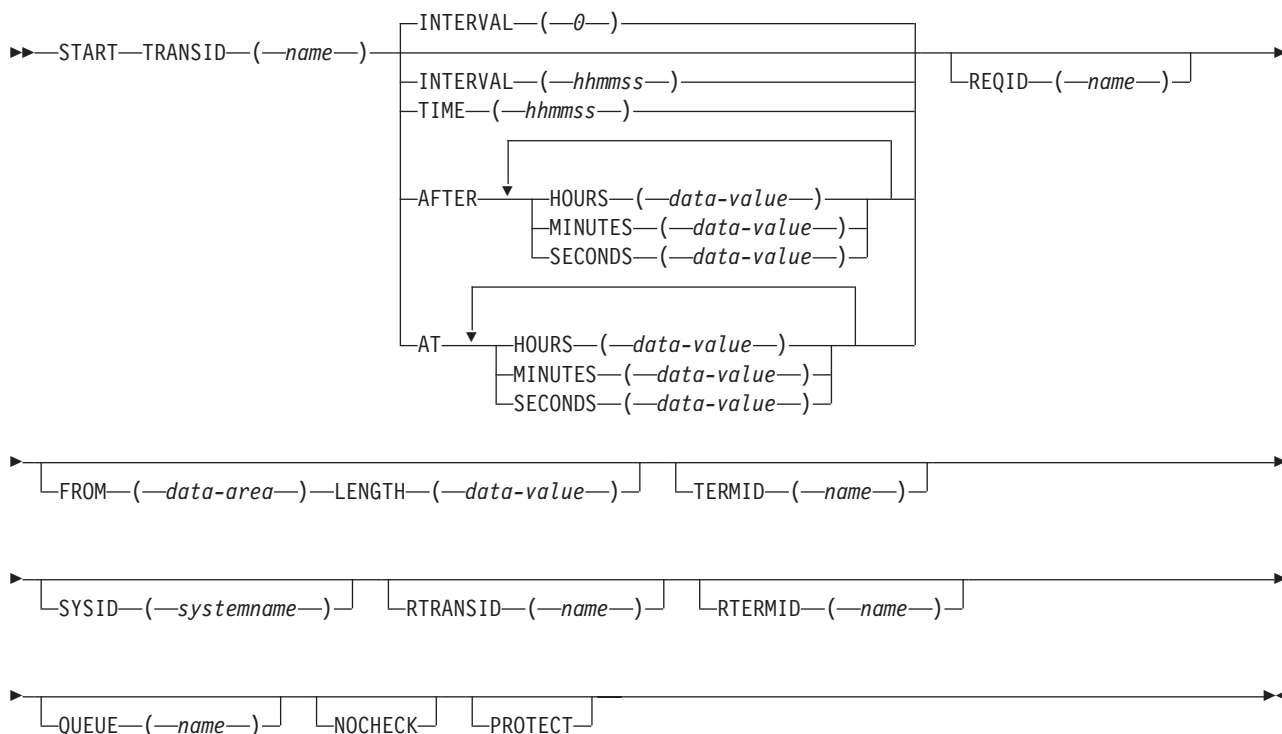 INTERVAL ( 0 )
START TRANSID ( name )
INTERVAL ( hhmmss ) REQID ( name )
TIME ( hhmmss )
AFTER HOURS ( data-value )
MINUTES ( data-value )
SECONDS ( data-value )
AT HOURS ( data-value )
MINUTES ( data-value )
SECONDS ( data-value )
FROM ( data-area ) LENGTH ( data-value ) TERMID ( name )
SYSID ( systemname ) RTRANSID ( name ) RTERMID ( name )
QUEUE ( name ) NOCHECK PROTECT